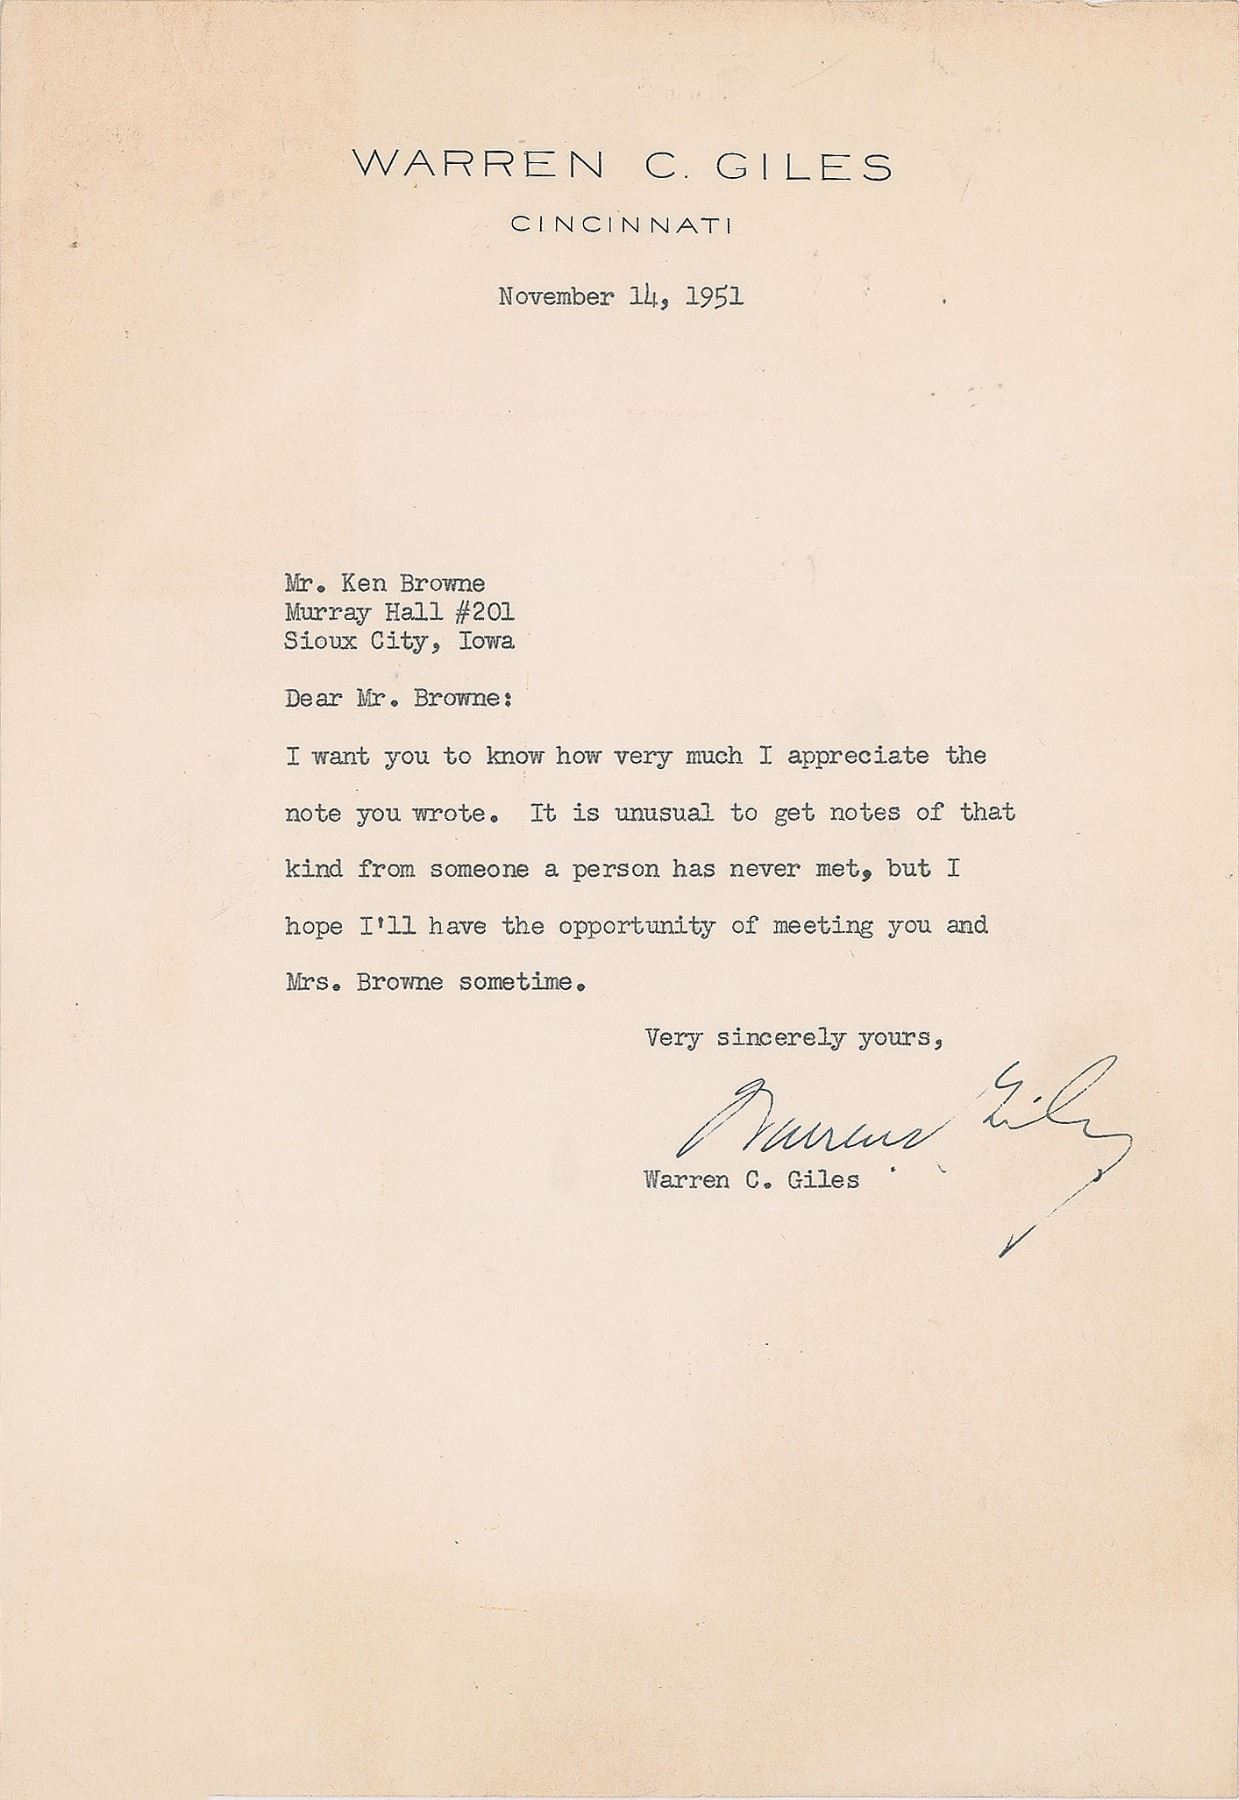 WARREN C. GILES
CINCINNATI
November 14, 1951
Mr. Ken Browne
Murray Hall #201
Sioux City, Iowa
Dear Mr. Browne:
I want you to know how very much I appreciate the
note you wrote. It is unusual to get notes of that
kind from someone a person has never met, but I
hope I'll have the opportunity of meeting you and
Mrs. Browne sometime.
Very sincerely yours,
Warren Giles
Warren C. Giles